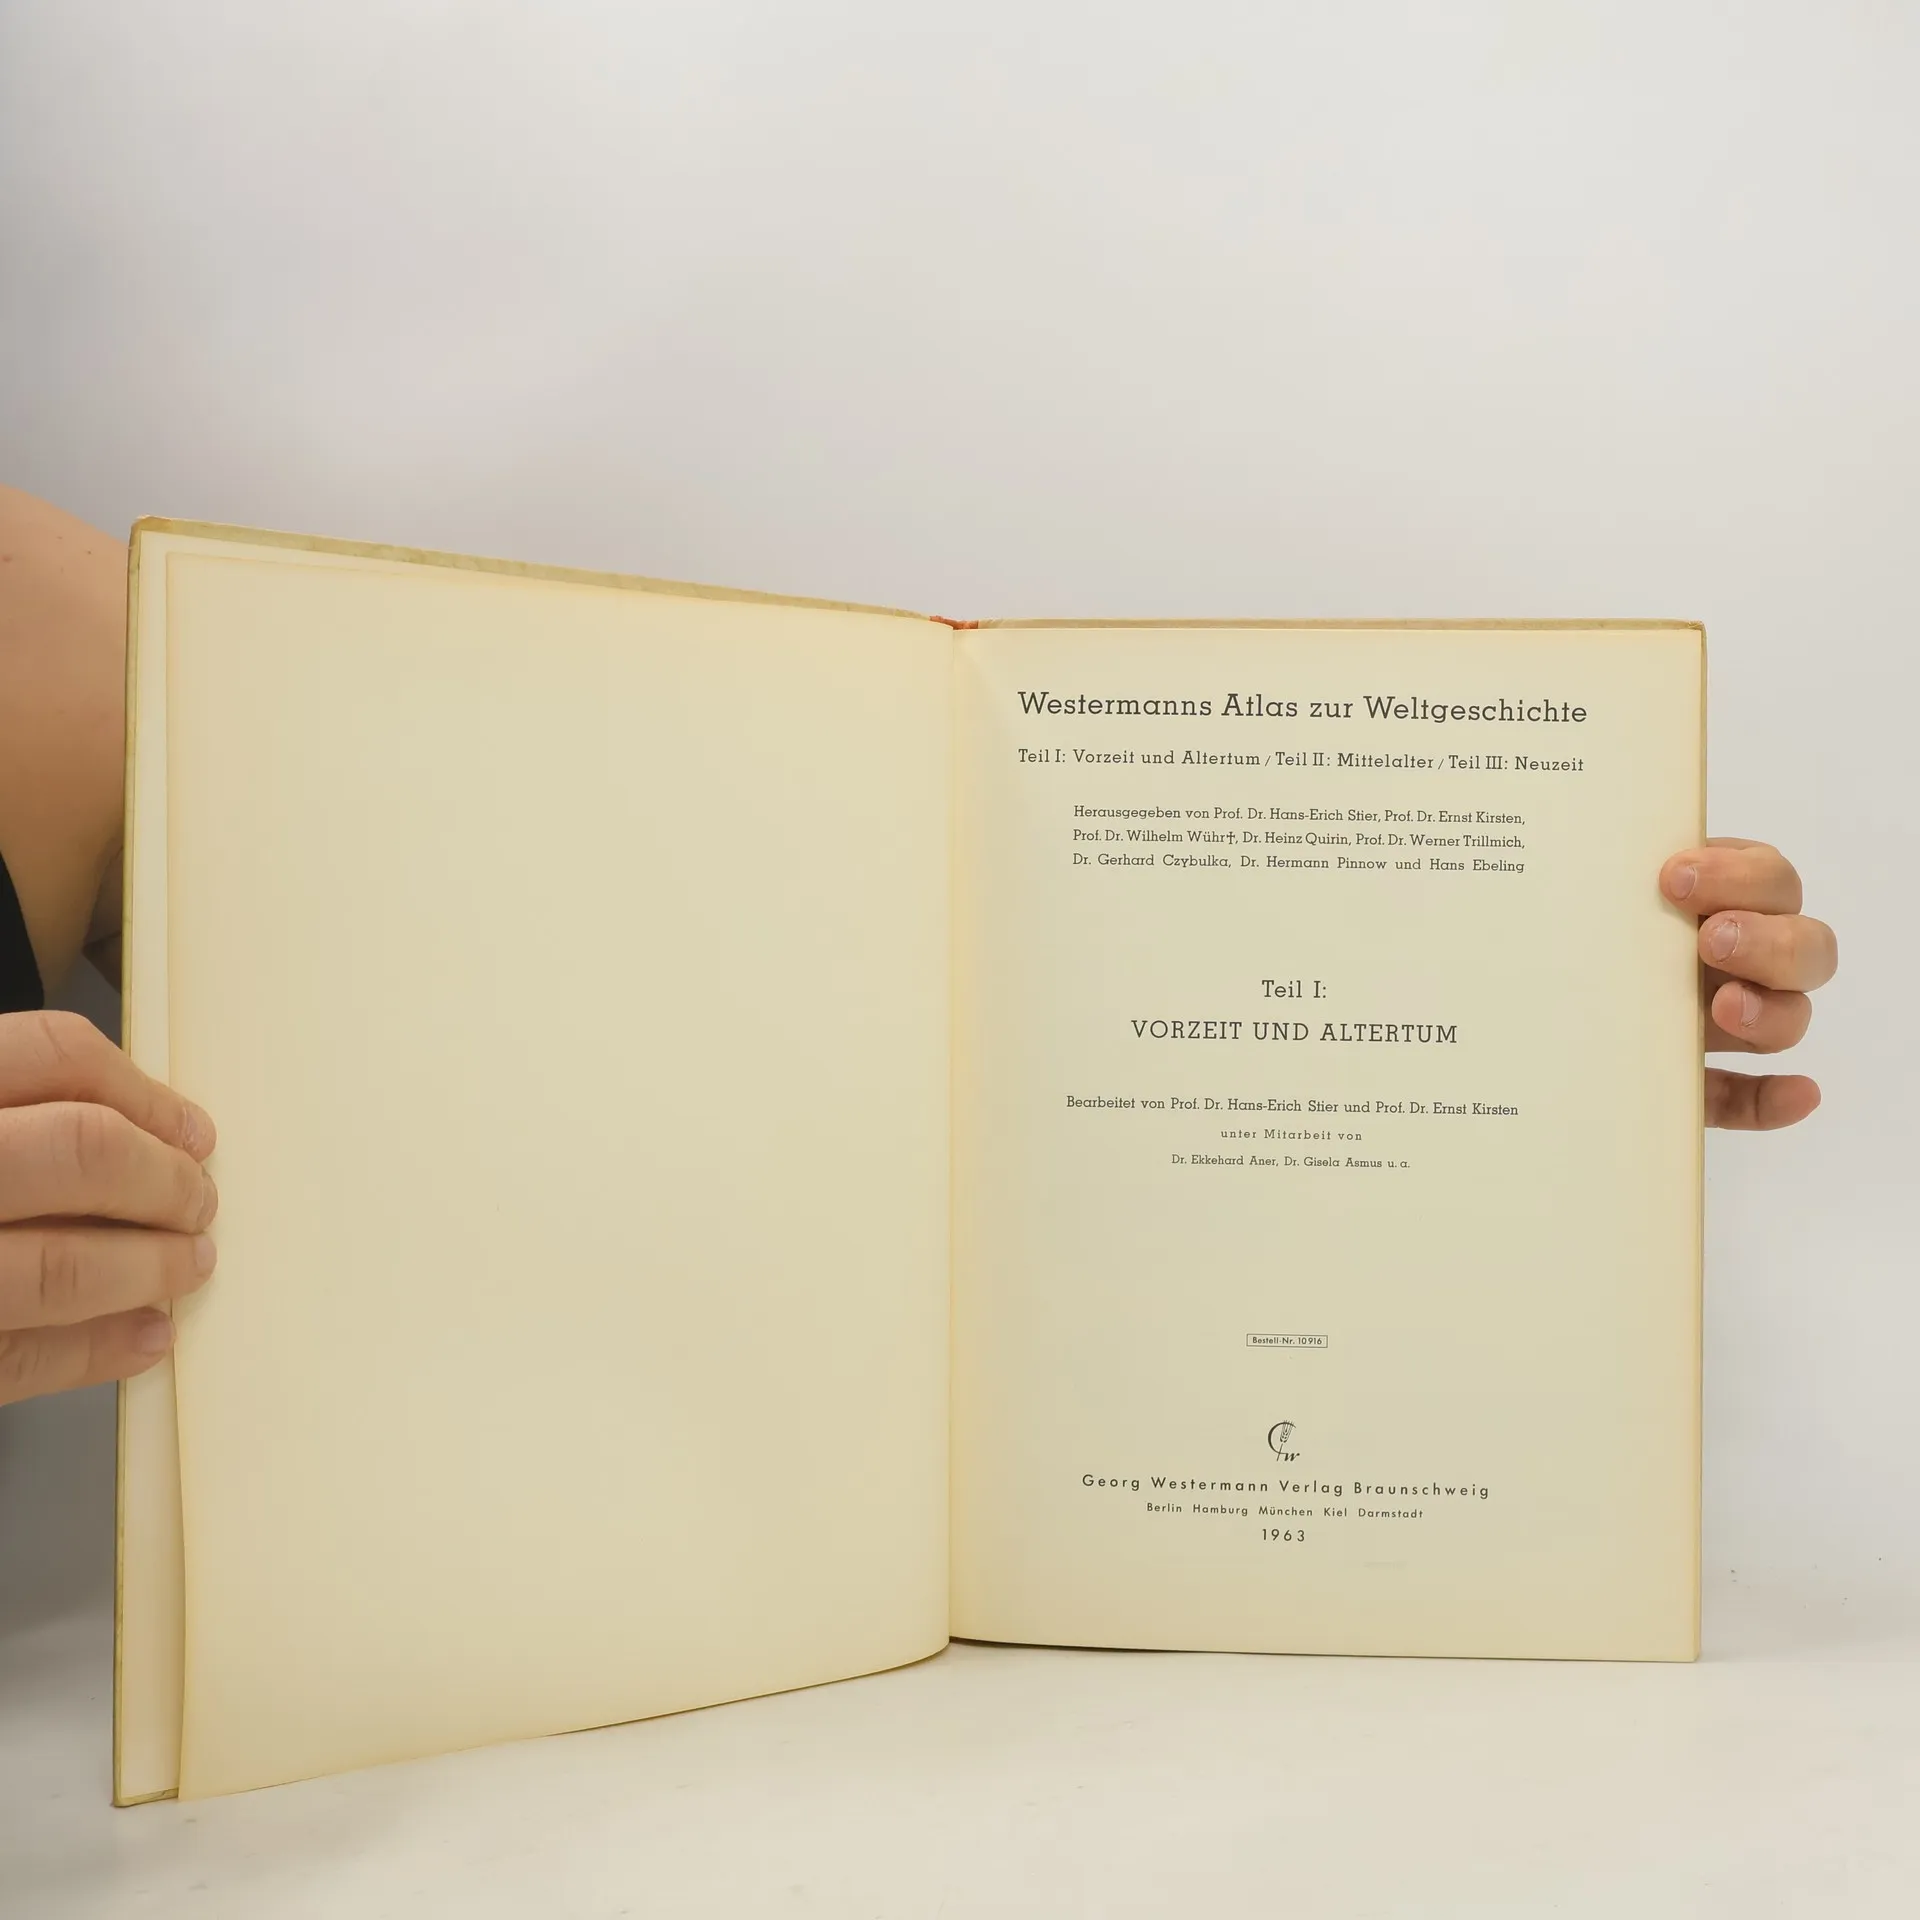 Westermanns Atlas zur Weltgeschichte
Teil I: Vorzeit und Altertum / Teil II: Mittelalter / Teil III: Neuzeit
Herausgegeben von Prof. Dr. Hans-Erich Stier, Prof. Dr. Ernst Kirsten,
Prof. Dr. Wilhelm Wühr†, Dr. Heinz Quirin, Prof. Dr. Werner Trillmich,
Dr. Gerhard Czybulka, Dr. Hermann Pinnow und Hans Ebeling
Teil I:
VORZEIT UND ALTERTUM
Bearbeitet von Prof. Dr. Hans-Erich Stier und Prof. Dr. Ernst Kirsten
unter Mitarbeit von
Dr. Ekkehard Aner, Dr. Gisela Asmus u. a.
Bestell-Nr. 10 916
Georg Westermann Verlag Braunschweig
Berlin Hamburg München Kiel Darmstadt
1963